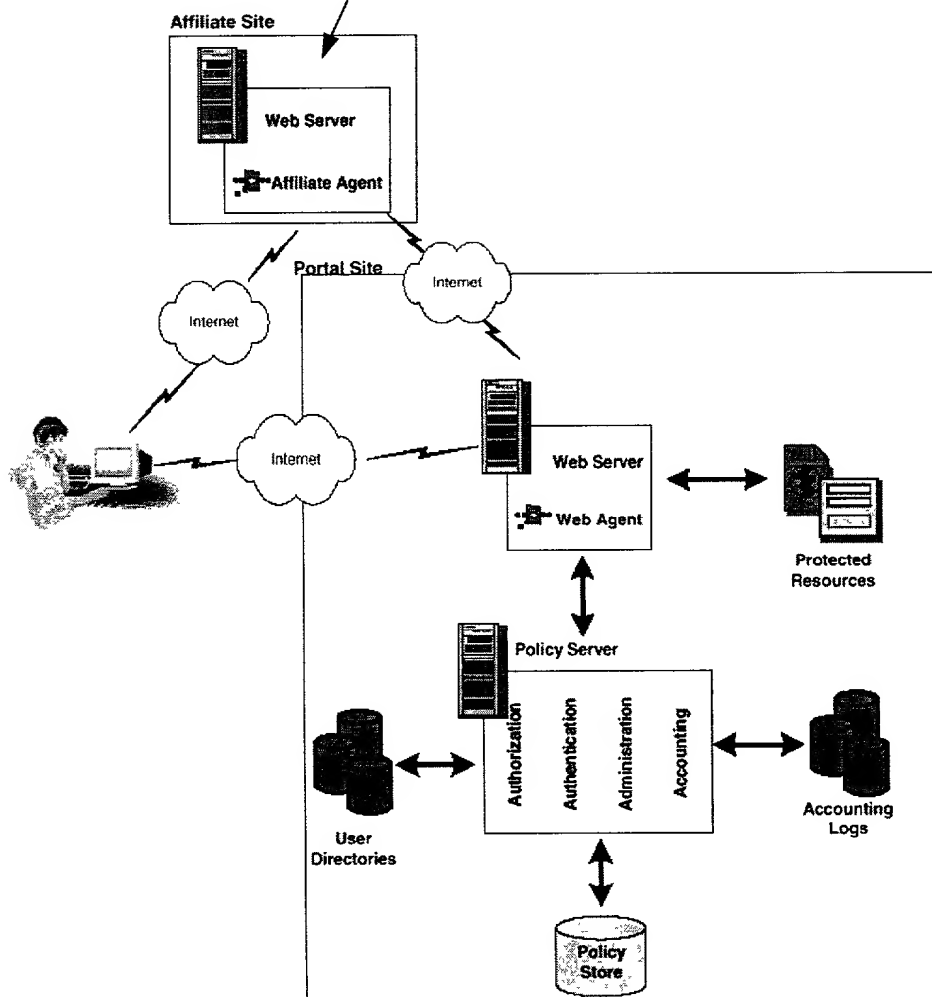 Affiliate Site
Web Server
Affiliate Agent
Portal Site
Internet
Internet
Internet
Web Server
Web Agent
Protected
Resources
Policy Server
Authorization
Authentication
Administration
Accounting
User
Directories
Accounting
Logs
Policy
Store